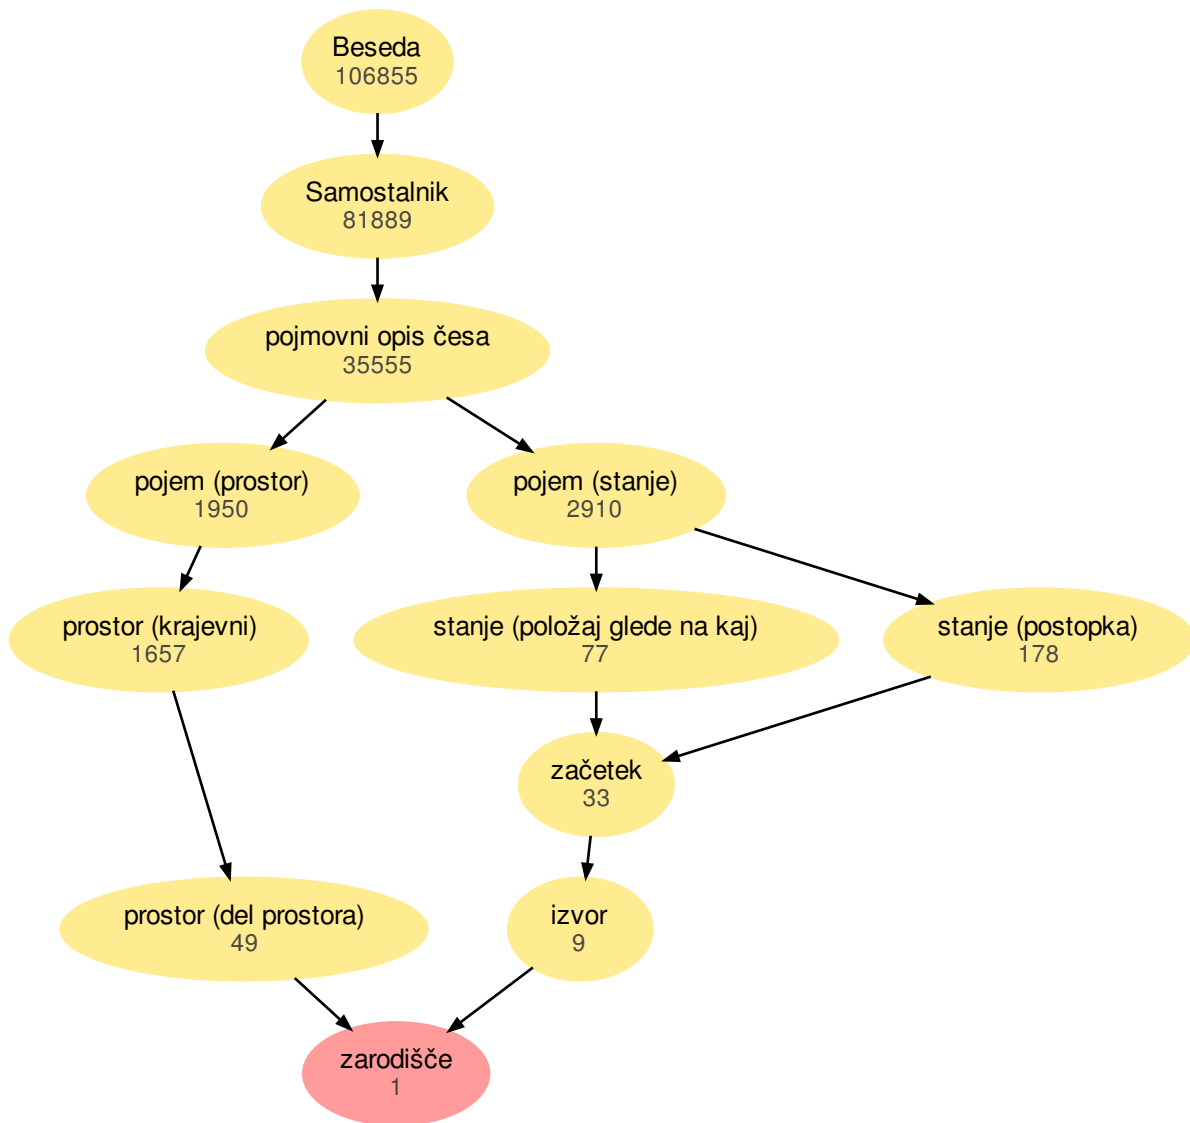 Beseda
106855
Samostalnik
81889
pojmovni opis česa
35555
pojem (prostor)
1950
pojem (stanje)
2910
prostor (krajevni)
1657
stanje (položaj glede na kaj)
77
stanje (postopka)
178
začetek
33
prostor (del prostora)
49
izvor
9
zarodišče
1